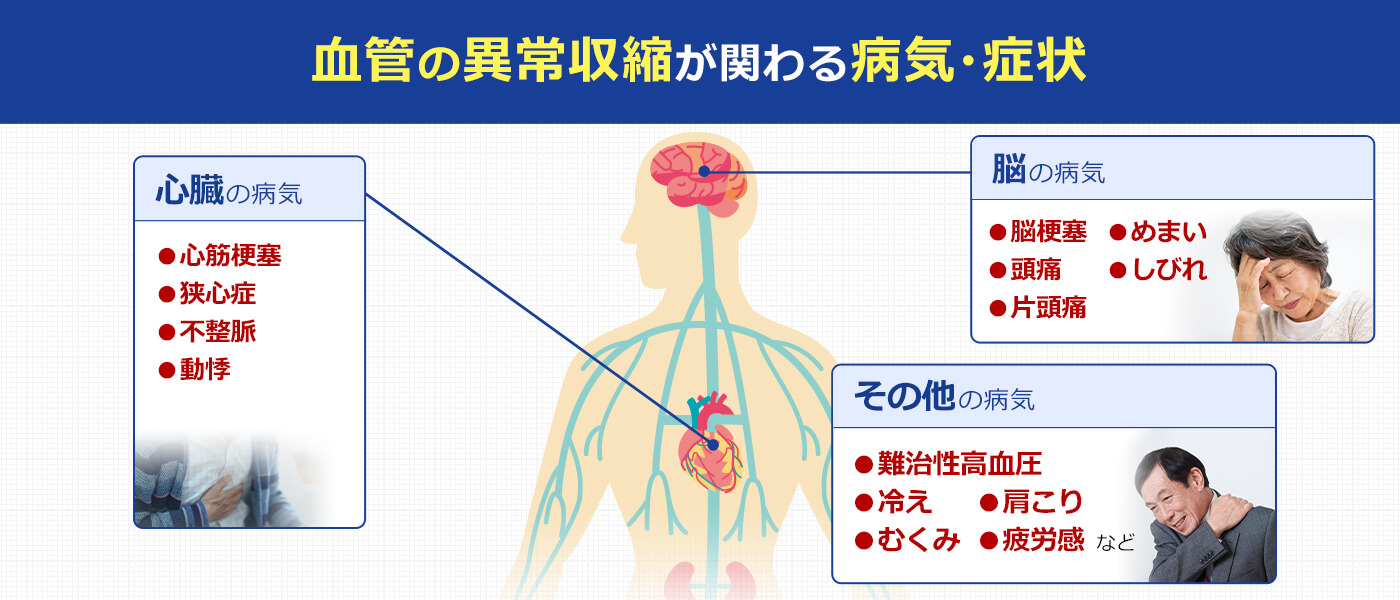 血管の異常収縮が関わる病気・症状
心臓の病気
●心筋梗塞
●狭心症
●不整脈
●動悸
脳の病気
●脳梗塞 ●めまい
●頭痛 ●しびれ
●片頭痛
その他の病気
●難治性高血圧
●冷え ●肩こり
●むくみ ●疲労感 など